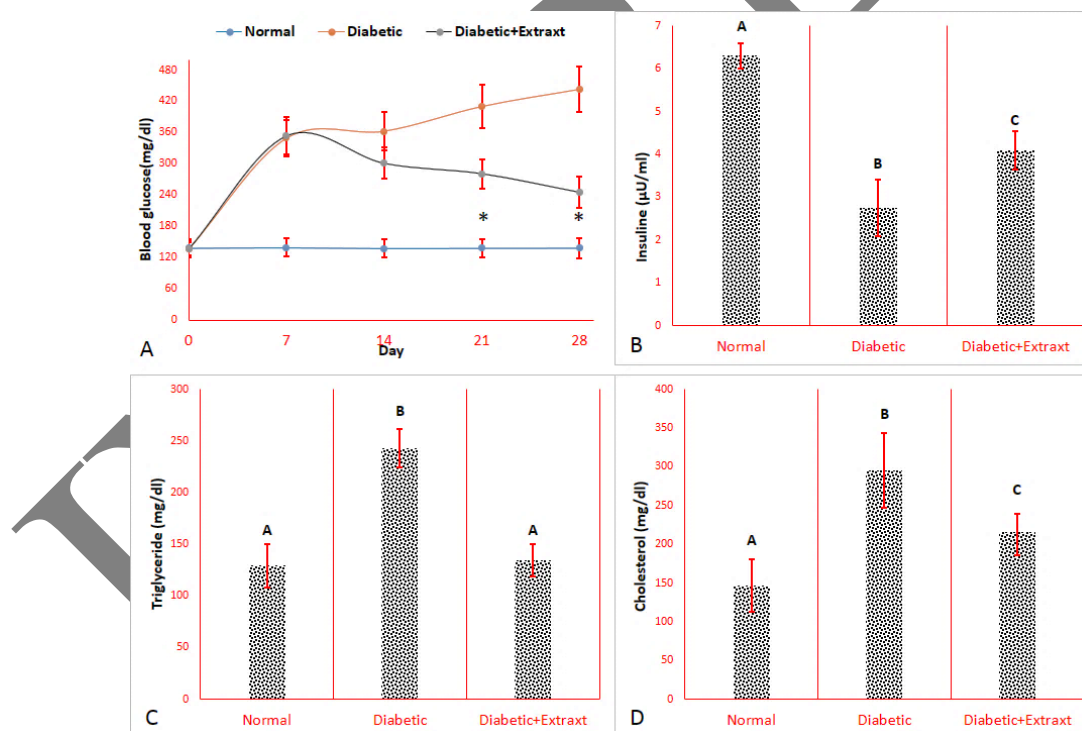 Normal Diabetic Diabetic+Extraxt
Blood glucose(mg/dl)
480
420
360
300
240
180
120
60
0
* *
0 7 14 21 28
Day
A
Insuline (µU/ml)
7
6
5
4
3
2
1
0
A
B
C
Normal Diabetic Diabetic+Extraxt
B
Triglyceride (mg/dl)
300
250
200
150
100
50
0
A
B
A
Normal Diabetic Diabetic+Extraxt
C
Cholesterol (mg/dl)
400
350
300
250
200
150
100
50
0
A
B
C
Normal Diabetic Diabetic+Extraxt
D